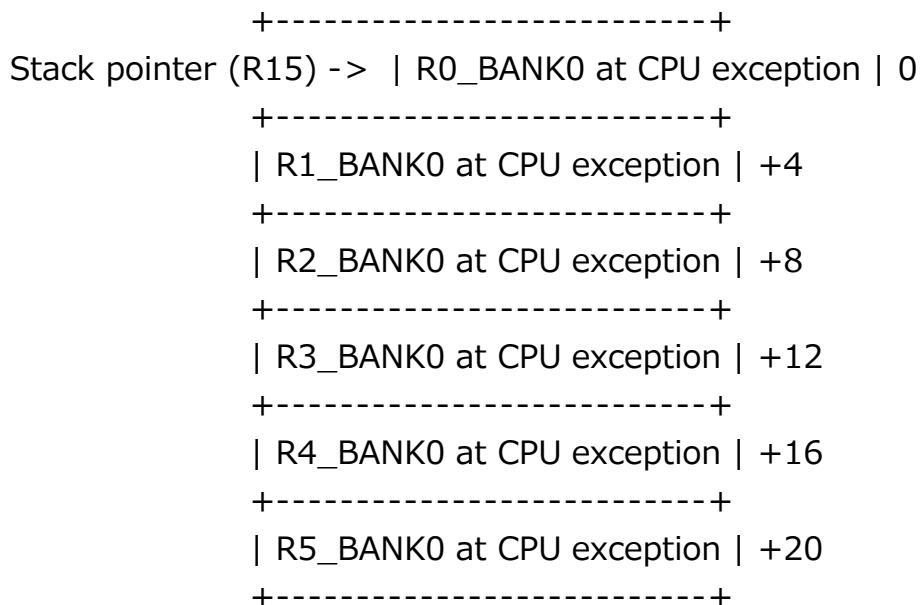 +---------------------------+
Stack pointer (R15) -> | R0_BANK0 at CPU exception | 0
+---------------------------+
| R1_BANK0 at CPU exception | +4
+---------------------------+
| R2_BANK0 at CPU exception | +8
+---------------------------+
| R3_BANK0 at CPU exception | +12
+---------------------------+
| R4_BANK0 at CPU exception | +16
+---------------------------+
| R5_BANK0 at CPU exception | +20
+---------------------------+